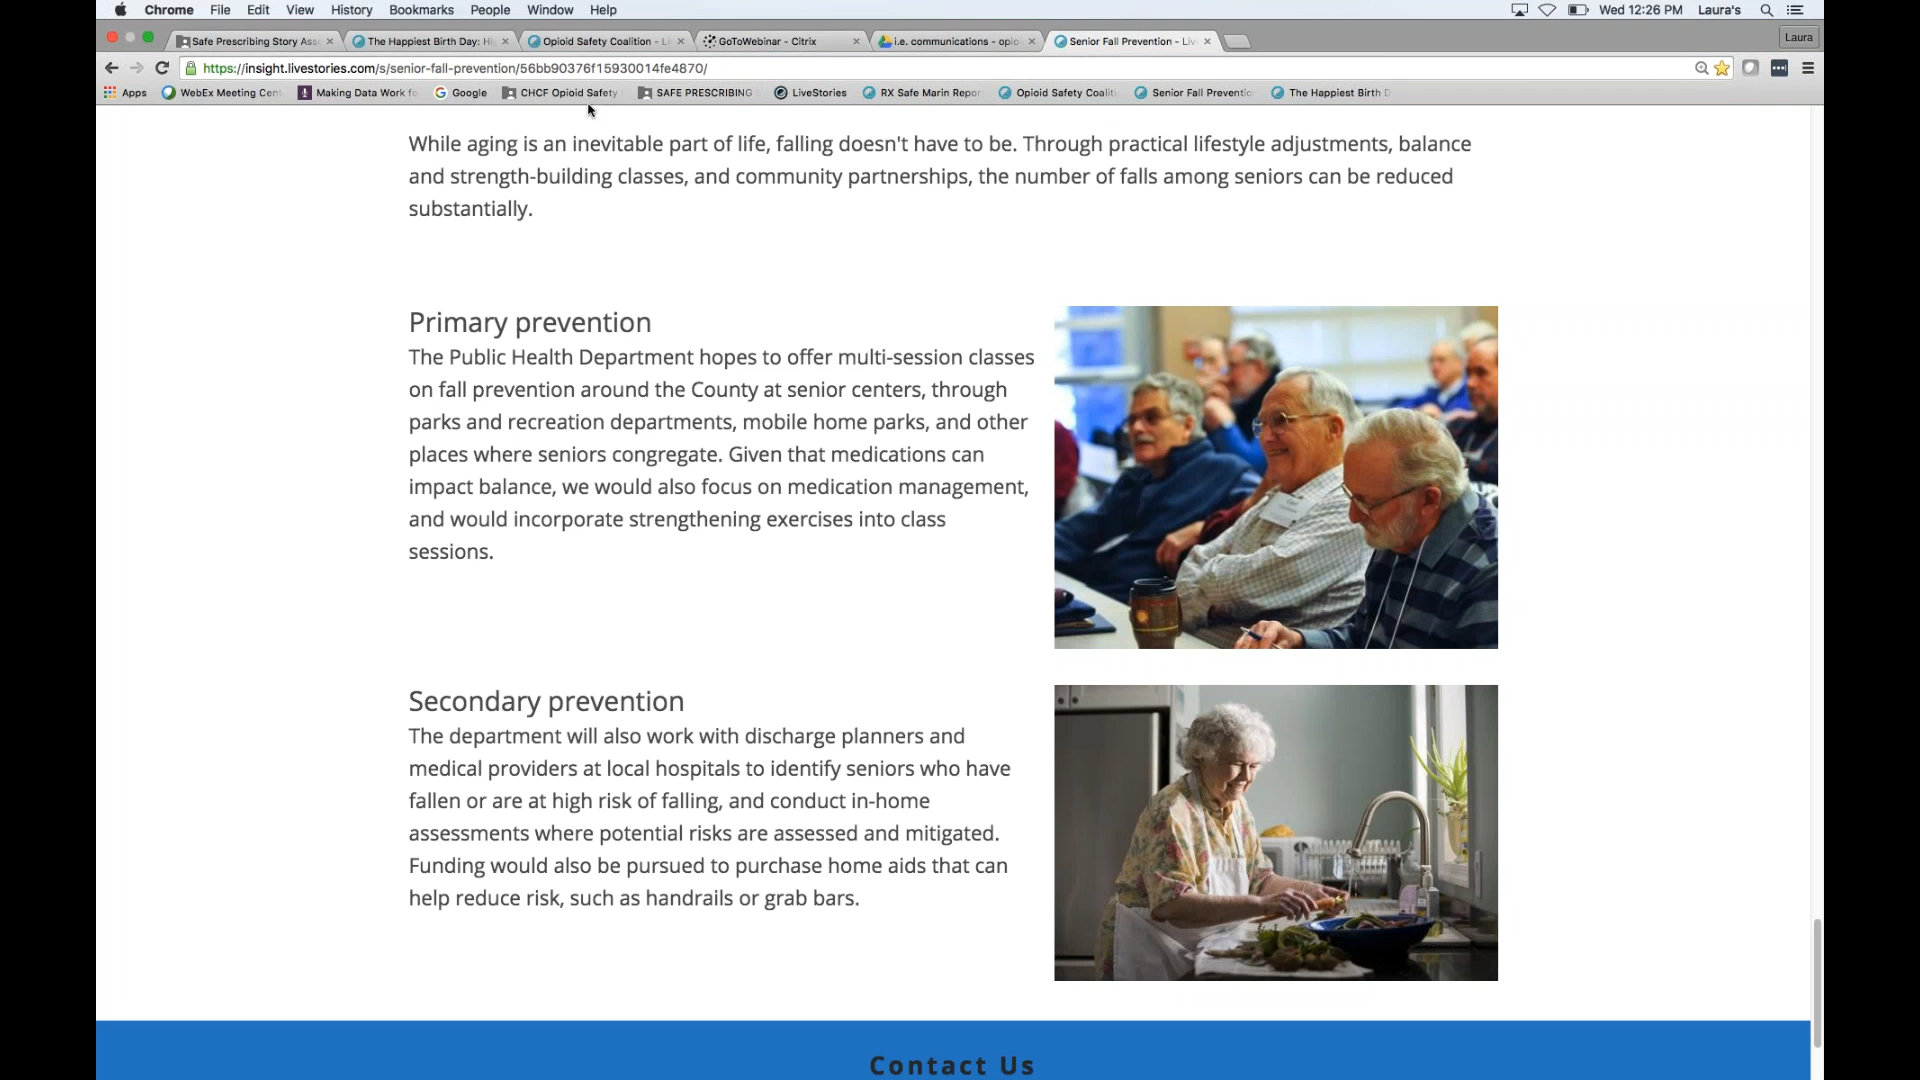 Chrome File Edit View History Bookmarks People Window Help Wed 12:26 PM Laura's
Safe Prescribing Story Ass The Happiest Birth Day: Hi Opioid Safety Coalition - Li GoToWebinar - Citrix i.e. communications - opio Senior Fall Prevention - Liv Laura
https://insight.livestories.com/s/senior-fall-prevention/56bb90376f15930014fe4870/
Apps WebEx Meeting Cen Making Data Work fo Google CHCF Opioid Safety SAFE PRESCRIBING LiveStories RX Safe Marin Repor Opioid Safety Coaliti Senior Fall Preventio The Happiest Birth D
While aging is an inevitable part of life, falling doesn't have to be. Through practical lifestyle adjustments, balance
and strength-building classes, and community partnerships, the number of falls among seniors can be reduced
substantially.
Primary prevention
The Public Health Department hopes to offer multi-session classes
on fall prevention around the County at senior centers, through
parks and recreation departments, mobile home parks, and other
places where seniors congregate. Given that medications can
impact balance, we would also focus on medication management,
and would incorporate strengthening exercises into class
sessions.
Secondary prevention
The department will also work with discharge planners and
medical providers at local hospitals to identify seniors who have
fallen or are at high risk of falling, and conduct in-home
assessments where potential risks are assessed and mitigated.
Funding would also be pursued to purchase home aids that can
help reduce risk, such as handrails or grab bars.
Contact Us